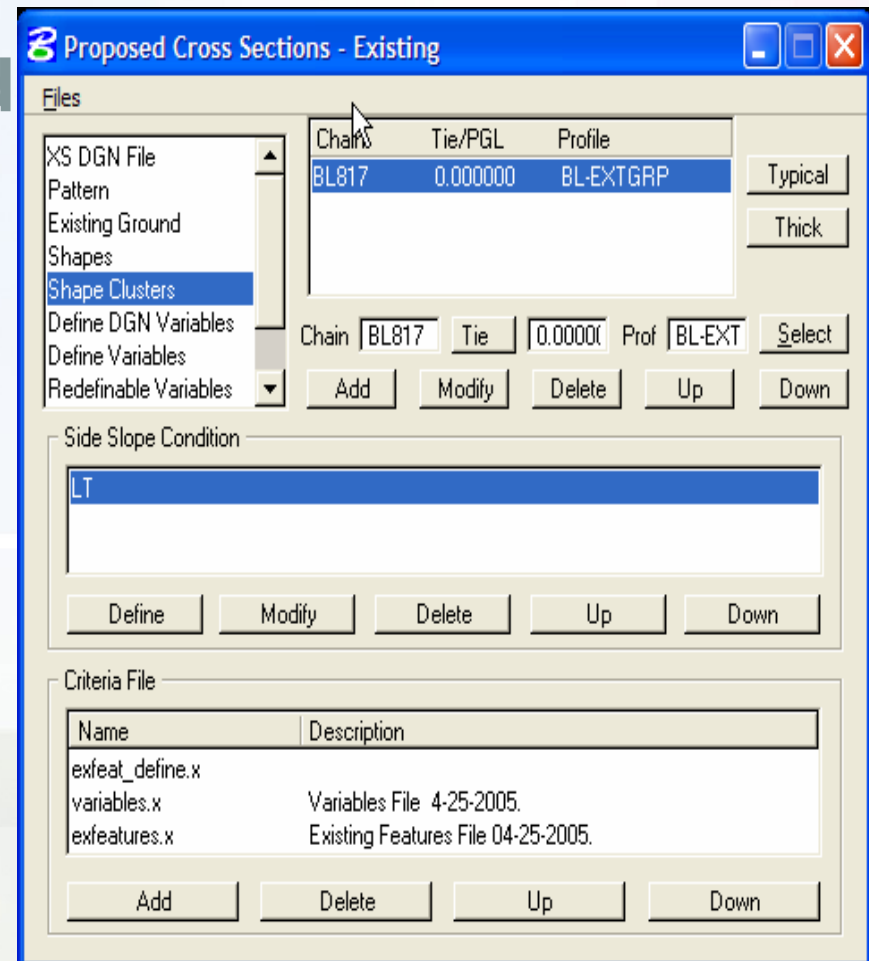 Proposed Cross Sections - Existing
Files
XS DGN File
Pattern
Existing Ground
Shapes
Shape Clusters
Define DGN Variables
Define Variables
Redefinable Variables
Chains Tie/PGL Profile
BL817 0.000000 BL-EXTGRP
Typical
Thick
Chain BL817 Tie 0.0000( Prof BL-EXT Select
Add Modify Delete Up Down
Side Slope Condition
LT
Define Modify Delete Up Down
Criteria File
Name Description
exfeat_define.x
variables.x Variables File 4-25-2005.
exfeatures.x Existing Features File 04-25-2005.
Add Delete Up Down